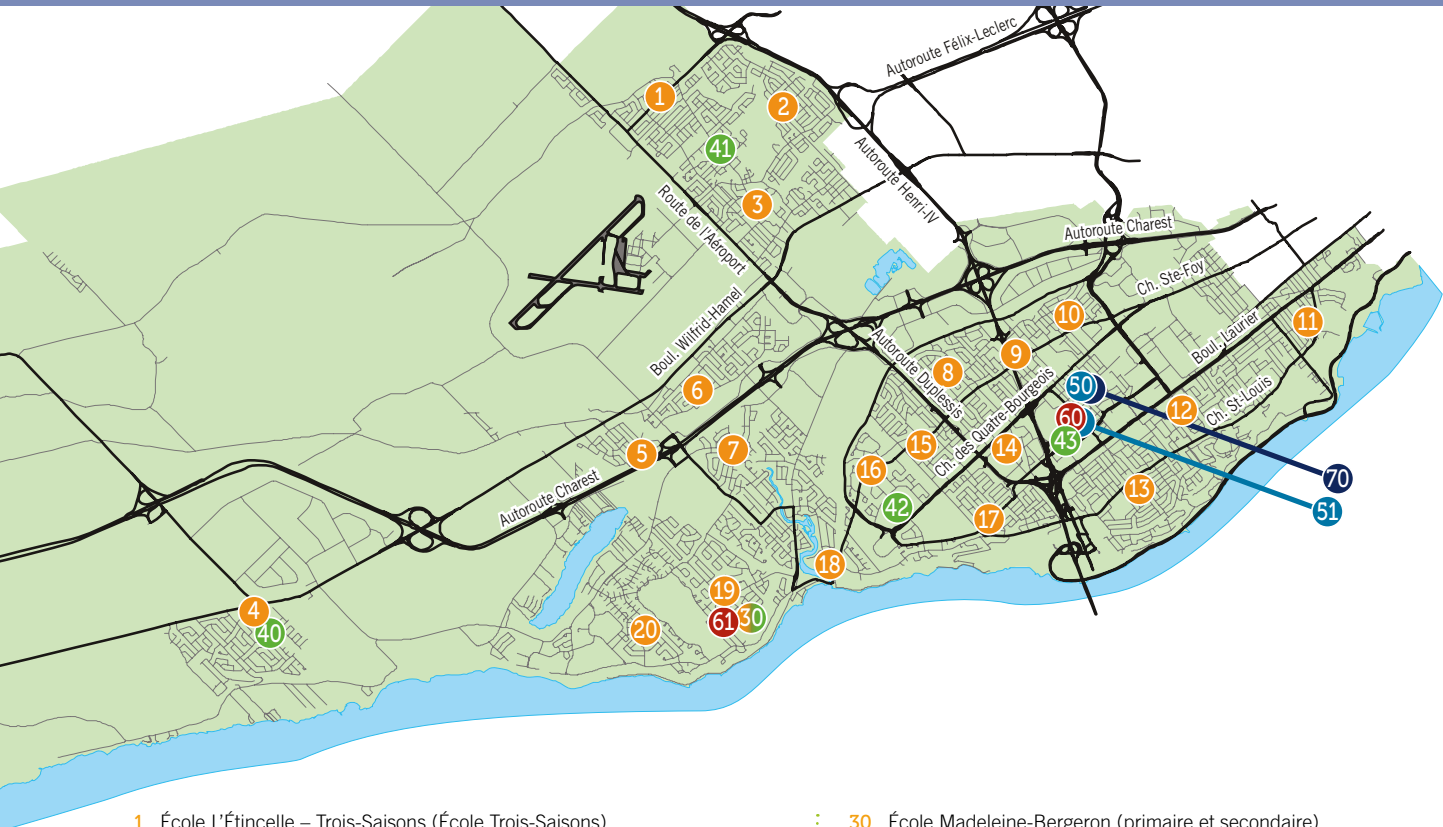 Autoroute Félix-Leclerc
1
2
41
Autoroute Henri-IV
3
Route de l'Aéroport
Autoroute Charest
Ch. Ste-Foy
Boul. Wilfrid-Hamel
10
11
Boul. Laurier
9
Autoroute Duplessis
8
50
6
Ch. des Quatre-Bourgeois
Ch. St-Louis
12
60
43
15
14
5
7
16
70
13
Autoroute Charest
42
51
17
18
19
4
61
30
20
40
1 École L'Étincelle – Trois-Saisons (École Trois-Saisons)
30 École Madeleine-Bergeron (primaire et secondaire)